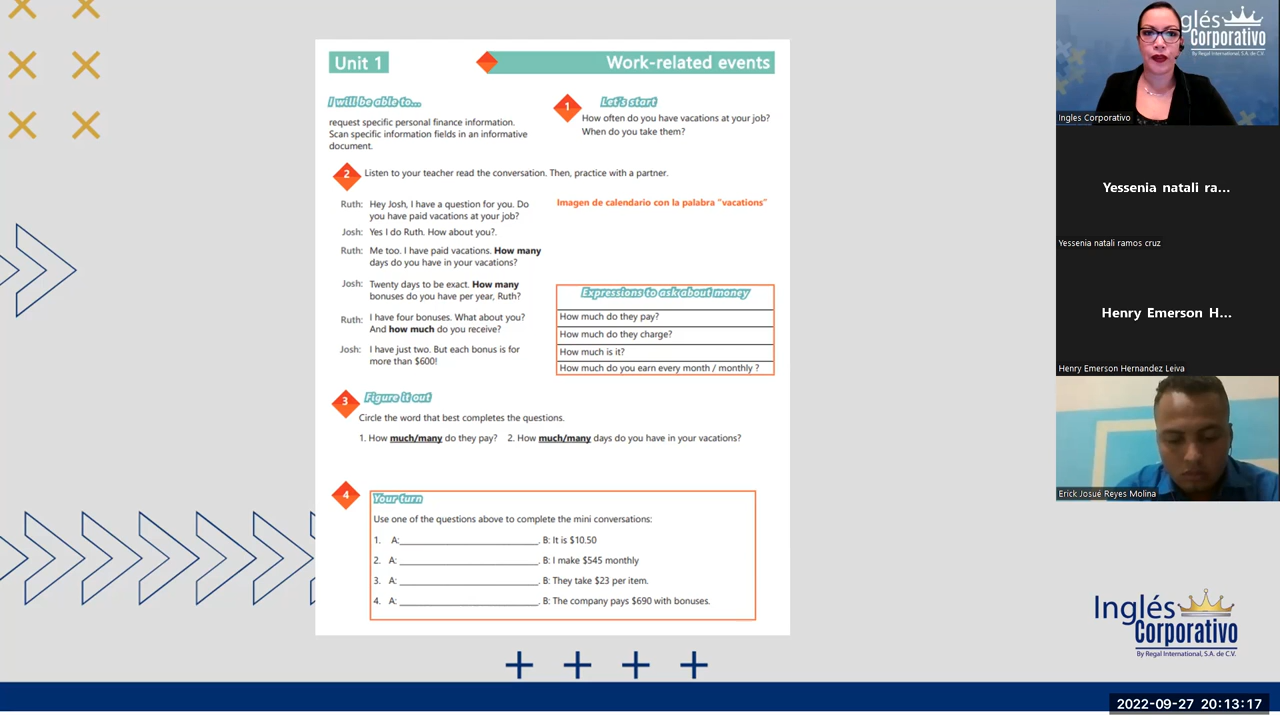 Unit 1
Work-related events
I will be able to...
request specific personal finance information.
Scan specific information fields in an informative
document.
1
Let's start
How often do you have vacations at your job?
When do you take them?
2
Listen to your teacher read the conversation. Then, practice with a partner.
Ruth: Hey Josh, I have a question for you. Do
you have paid vacations at your job?
Josh: Yes I do Ruth. How about you?.
Ruth: Me too. I have paid vacations. How many
days do you have in your vacations?
Josh: Twenty days to be exact. How many
bonuses do you have per year, Ruth?
Ruth: I have four bonuses. What about you?
And how much do you receive?
Josh: I have just two. But each bonus is for
more than $600!
Imagen de calendario con la palabra "vacations"
Expressions to ask about money
How much do they pay?
How much do they charge?
How much is it?
How much do you earn every month / monthly ?
3
Figure it out
Circle the word that best completes the questions.
1. How much/many do they pay? 2. How much/many days do you have in your vacations?
4
Your turn
Use one of the questions above to complete the mini conversations:
1. A:____________________________. B: It is $10.50
2. A: ____________________________. B: I make $545 monthly
3. A: ____________________________. B: They take $23 per item.
4. A: ____________________________. B: The company pays $690 with bonuses.
glés
Corporativo
By Regal International, S.A. de C.V.
Ingles Corporativo
Yessenia natali ra...
Yessenia natali ramos cruz
Henry Emerson H...
Henry Emerson Hernandez Leiva
Erick Josué Reyes Molina
Inglés
Corporativo
By Regal International, S.A. de C.V.
2022-09-27 20:13:17